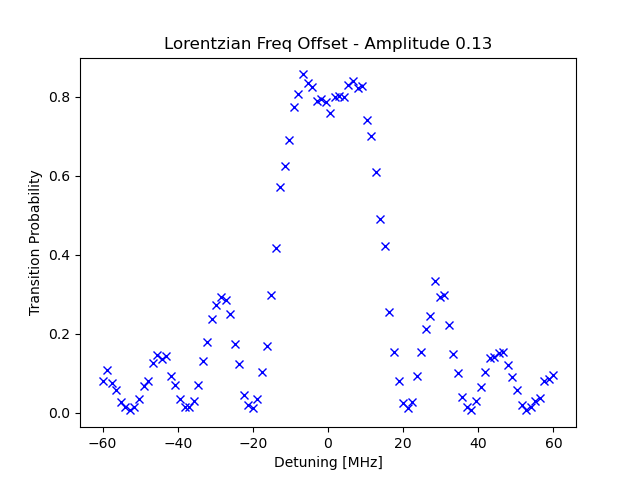 Lorentzian Freq Offset - Amplitude 0.13
Transition Probability
0.8
0.6
0.4
0.2
0.0
−60 −40 −20 0 20 40 60
Detuning [MHz]